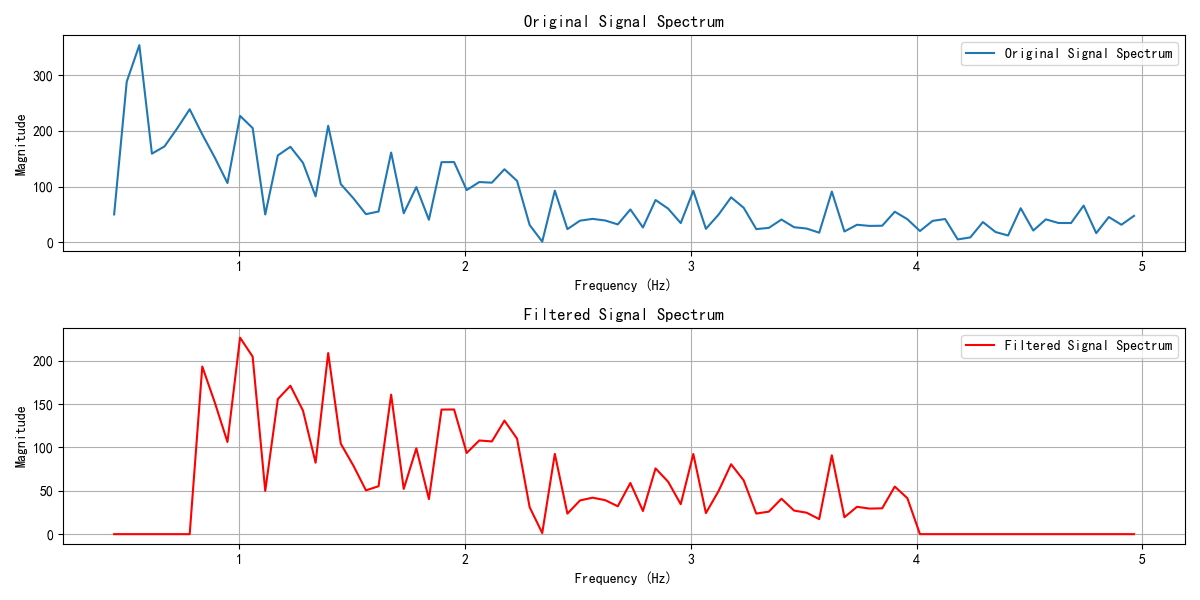 Original Signal Spectrum
Original Signal Spectrum
300
200
100
0
Magnitude
1 2 3 4 5
Frequency (Hz)
Filtered Signal Spectrum
Filtered Signal Spectrum
200
150
100
50
0
Magnitude
1 2 3 4 5
Frequency (Hz)